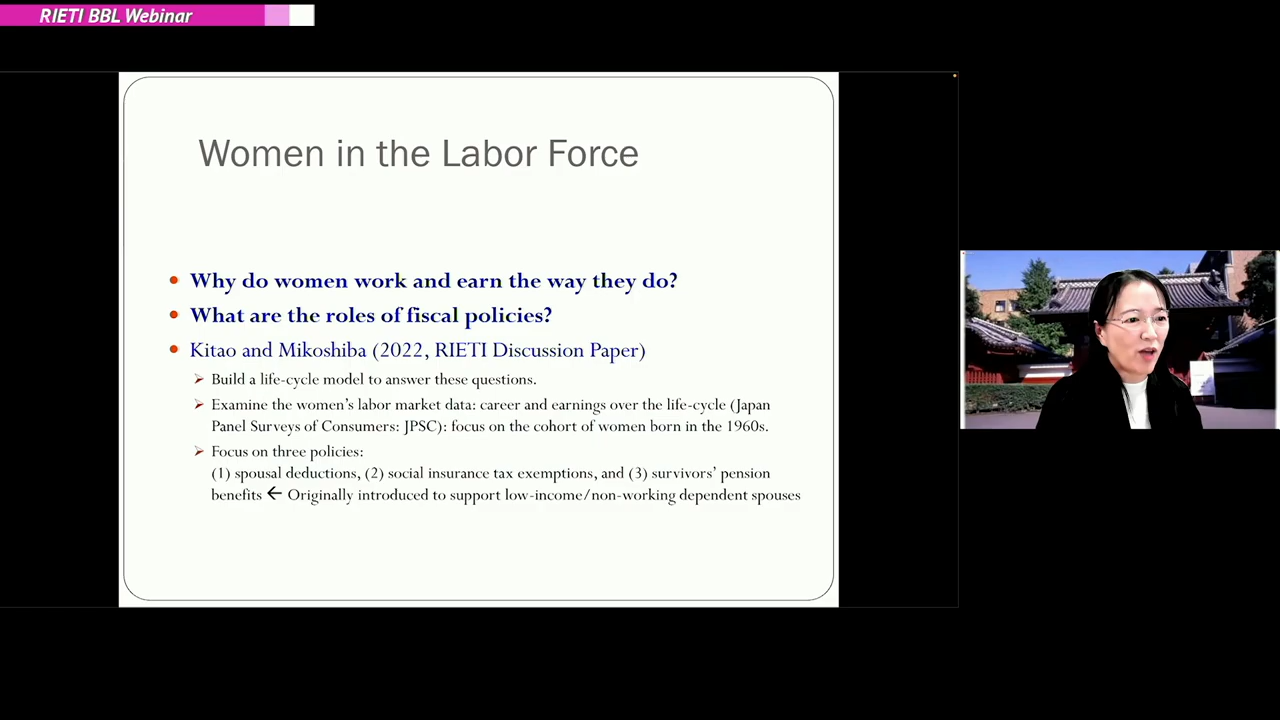 RIETI BBL Webinar
Women in the Labor Force
Why do women work and earn the way they do?
What are the roles of fiscal policies?
Kitao and Mikoshiba (2022, RIETI Discussion Paper)
Build a life-cycle model to answer these questions.
Examine the women's labor market data: career and earnings over the life-cycle (Japan
Panel Surveys of Consumers: JPSC): focus on the cohort of women born in the 1960s.
Focus on three policies:
(1) spousal deductions, (2) social insurance tax exemptions, and (3) survivors' pension
benefits ← Originally introduced to support low-income/non-working dependent spouses